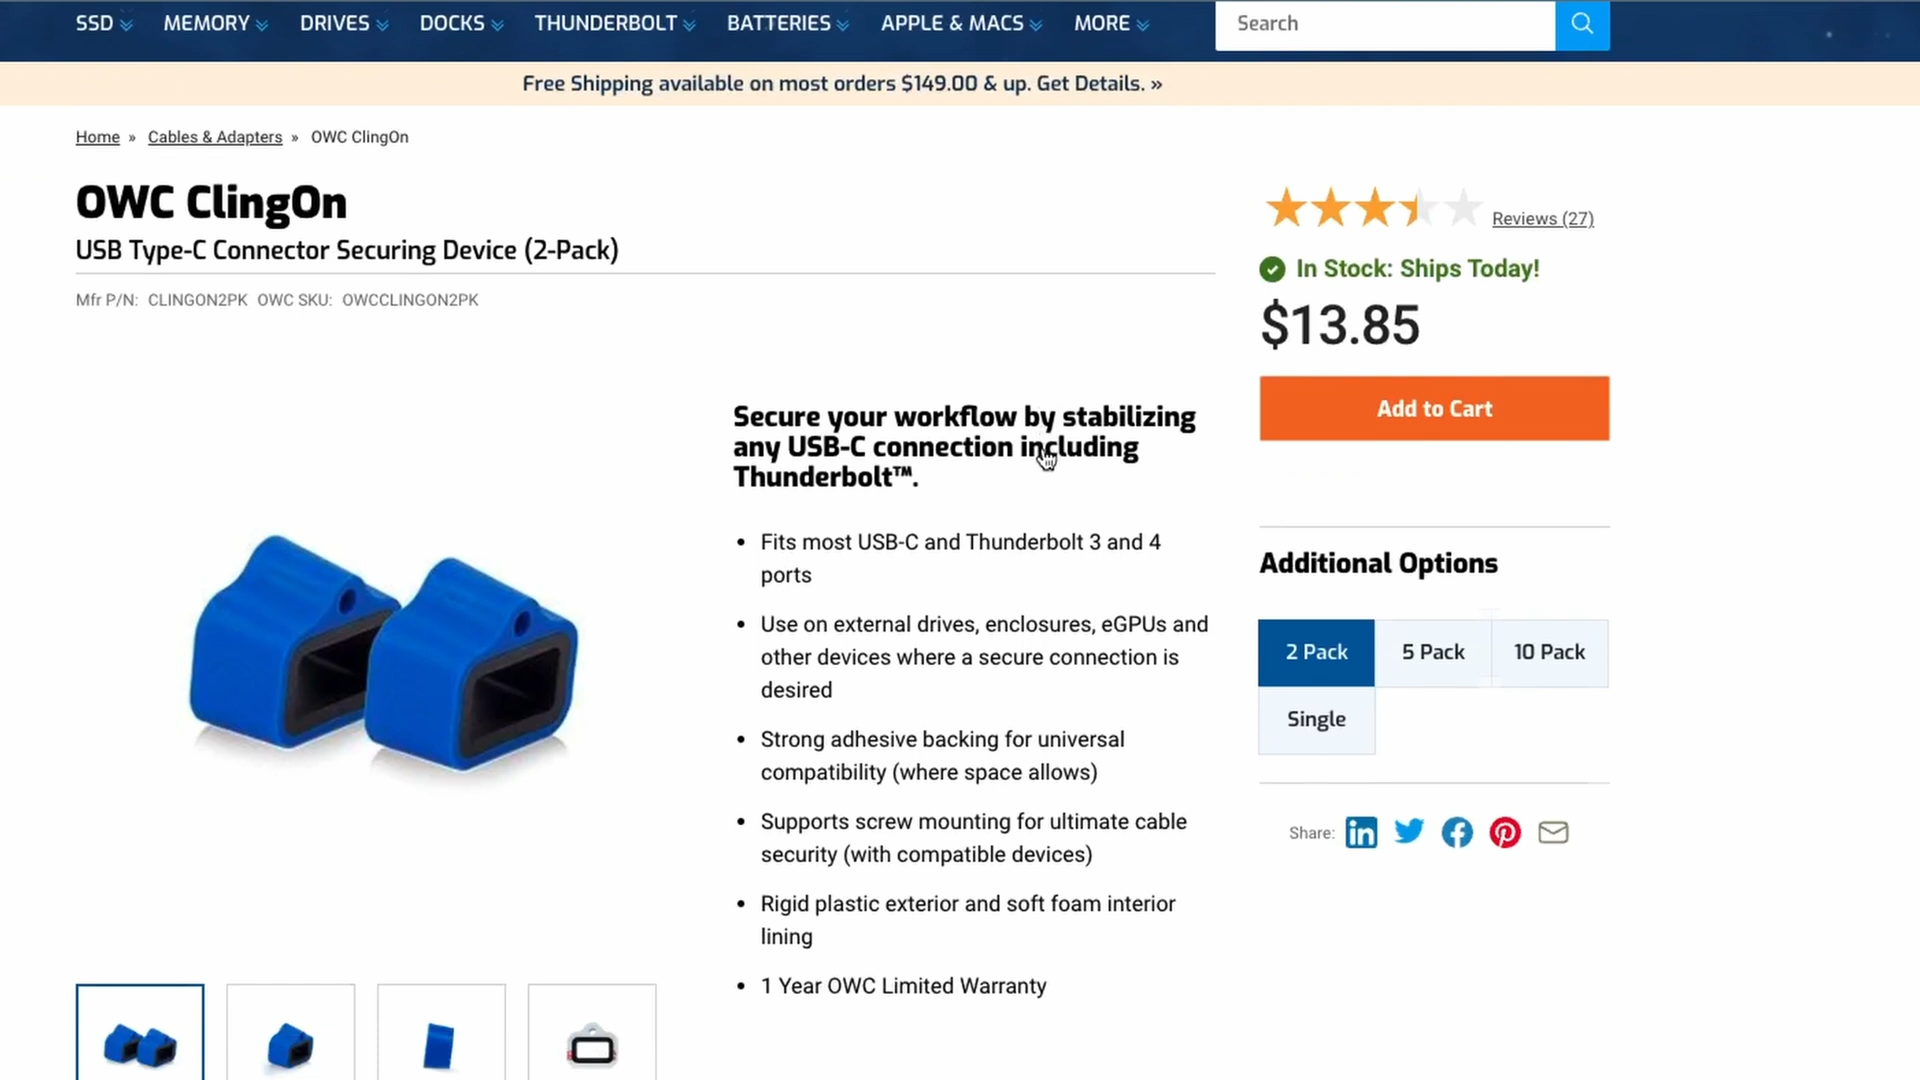 SSD MEMORY DRIVES DOCKS THUNDERBOLT BATTERIES APPLE & MACS MORE Search
Free Shipping available on most orders $149.00 & up. Get Details. »
Home » Cables & Adapters » OWC ClingOn
OWC ClingOn
USB Type-C Connector Securing Device (2-Pack)
Mfr P/N: CLINGON2PK OWC SKU: OWCCLINGON2PK
Secure your workflow by stabilizing
any USB-C connection including
Thunderbolt™.
• Fits most USB-C and Thunderbolt 3 and 4
ports
• Use on external drives, enclosures, eGPUs and
other devices where a secure connection is
desired
• Strong adhesive backing for universal
compatibility (where space allows)
• Supports screw mounting for ultimate cable
security (with compatible devices)
• Rigid plastic exterior and soft foam interior
lining
• 1 Year OWC Limited Warranty
Reviews (27)
In Stock: Ships Today!
$13.85
Add to Cart
Additional Options
2 Pack 5 Pack 10 Pack
Single
Share: